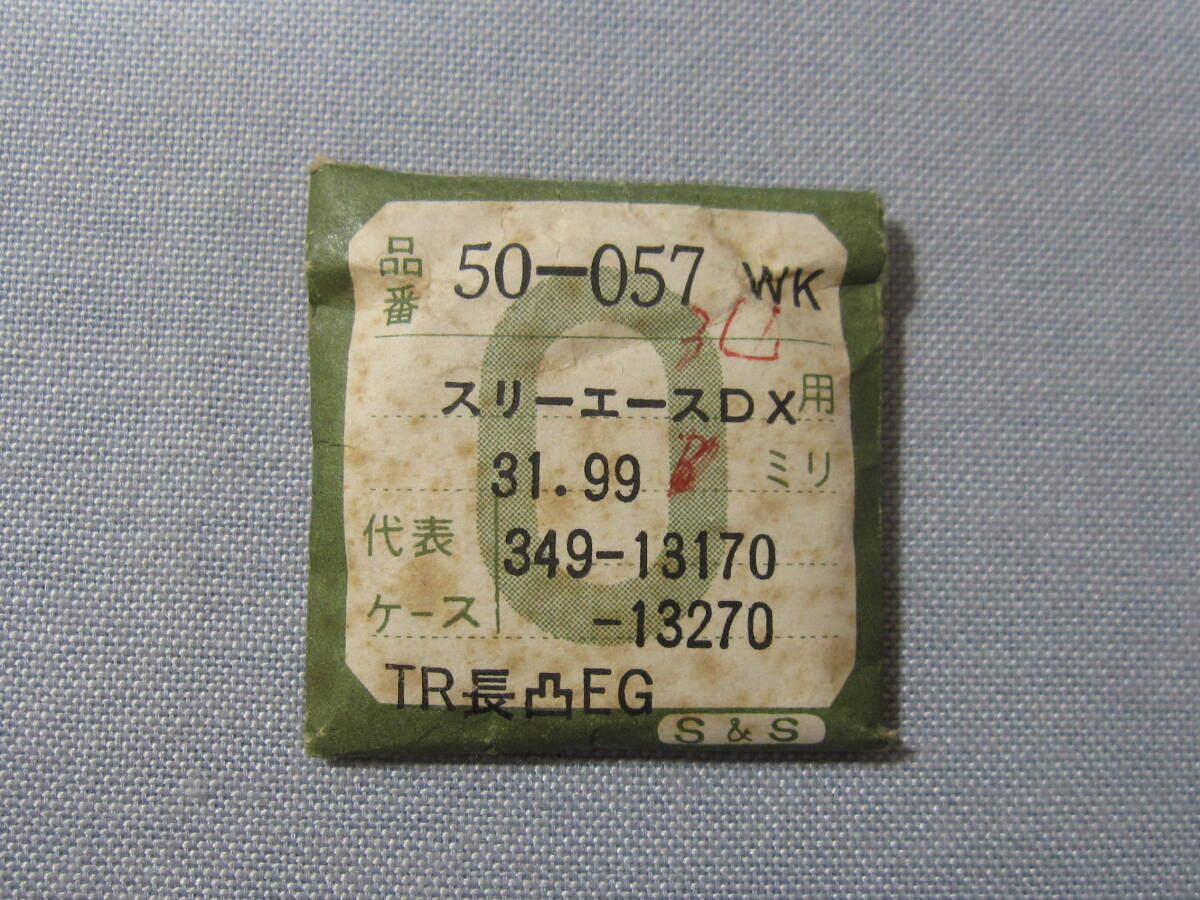 品番 50-057 WK
スリーエースDX用
31.99 ミリ
代表 349-13170
ケース -13270
TR長凸EG
S & S